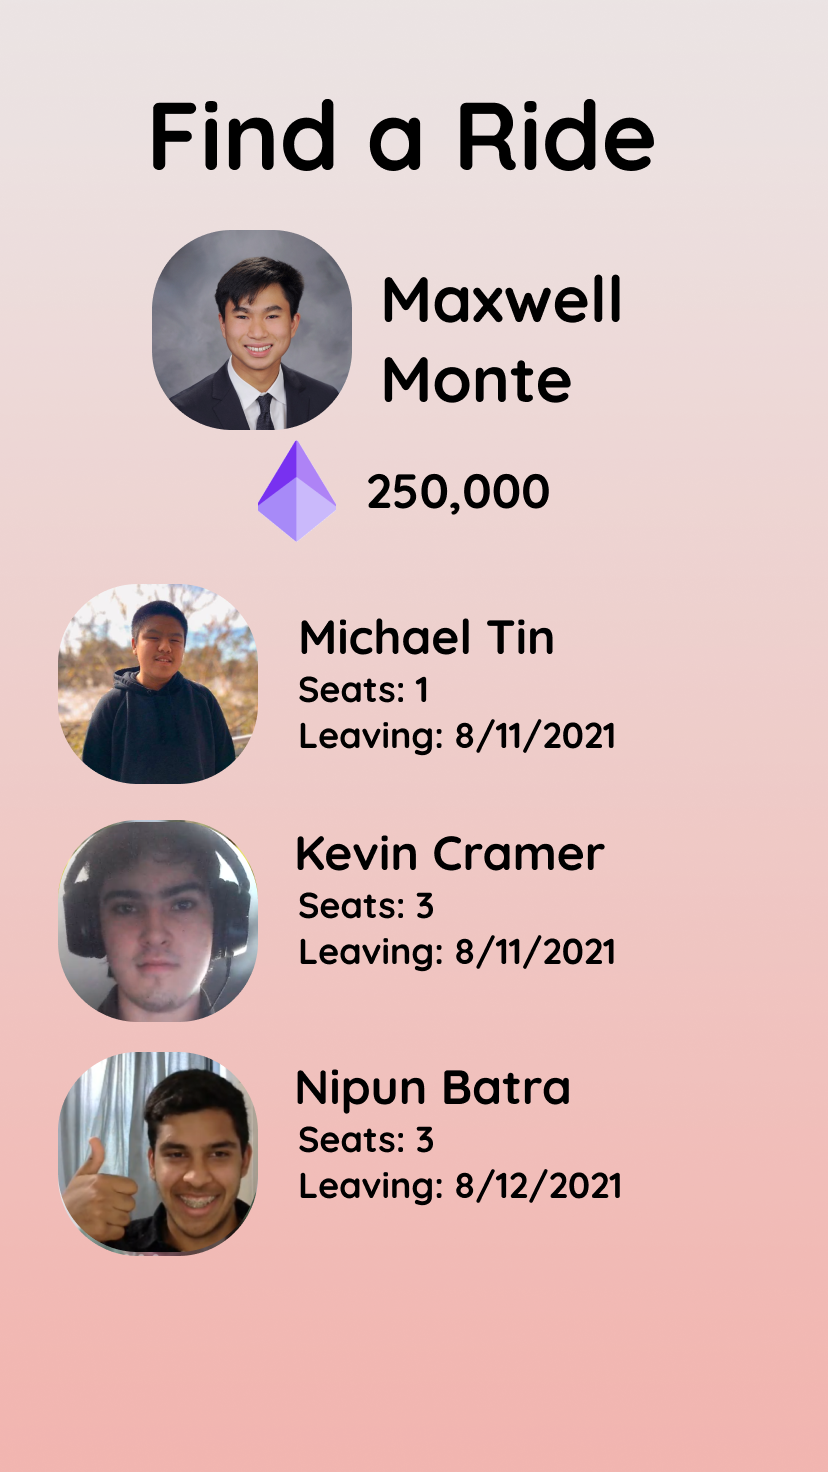 Find a Ride
Maxwell
Monte
250,000
Michael Tin
Seats: 1
Leaving: 8/11/2021
Kevin Cramer
Seats: 3
Leaving: 8/11/2021
Nipun Batra
Seats: 3
Leaving: 8/12/2021